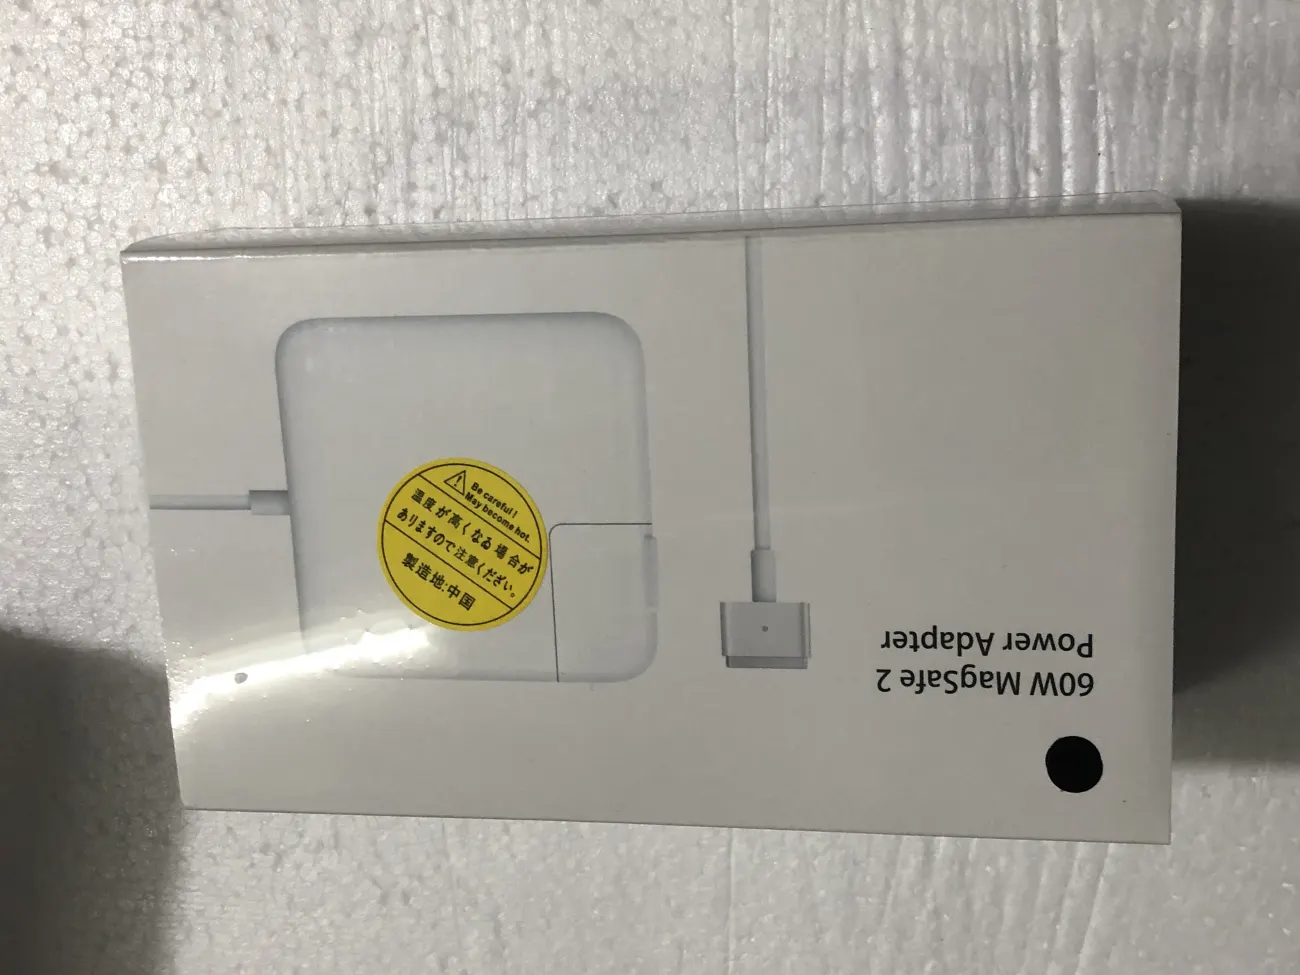 60W MagSafe 2
Power Adapter
Be careful!
May become hot.
温度が高くなる場合が
ありますので注意ください。
製造地:中国